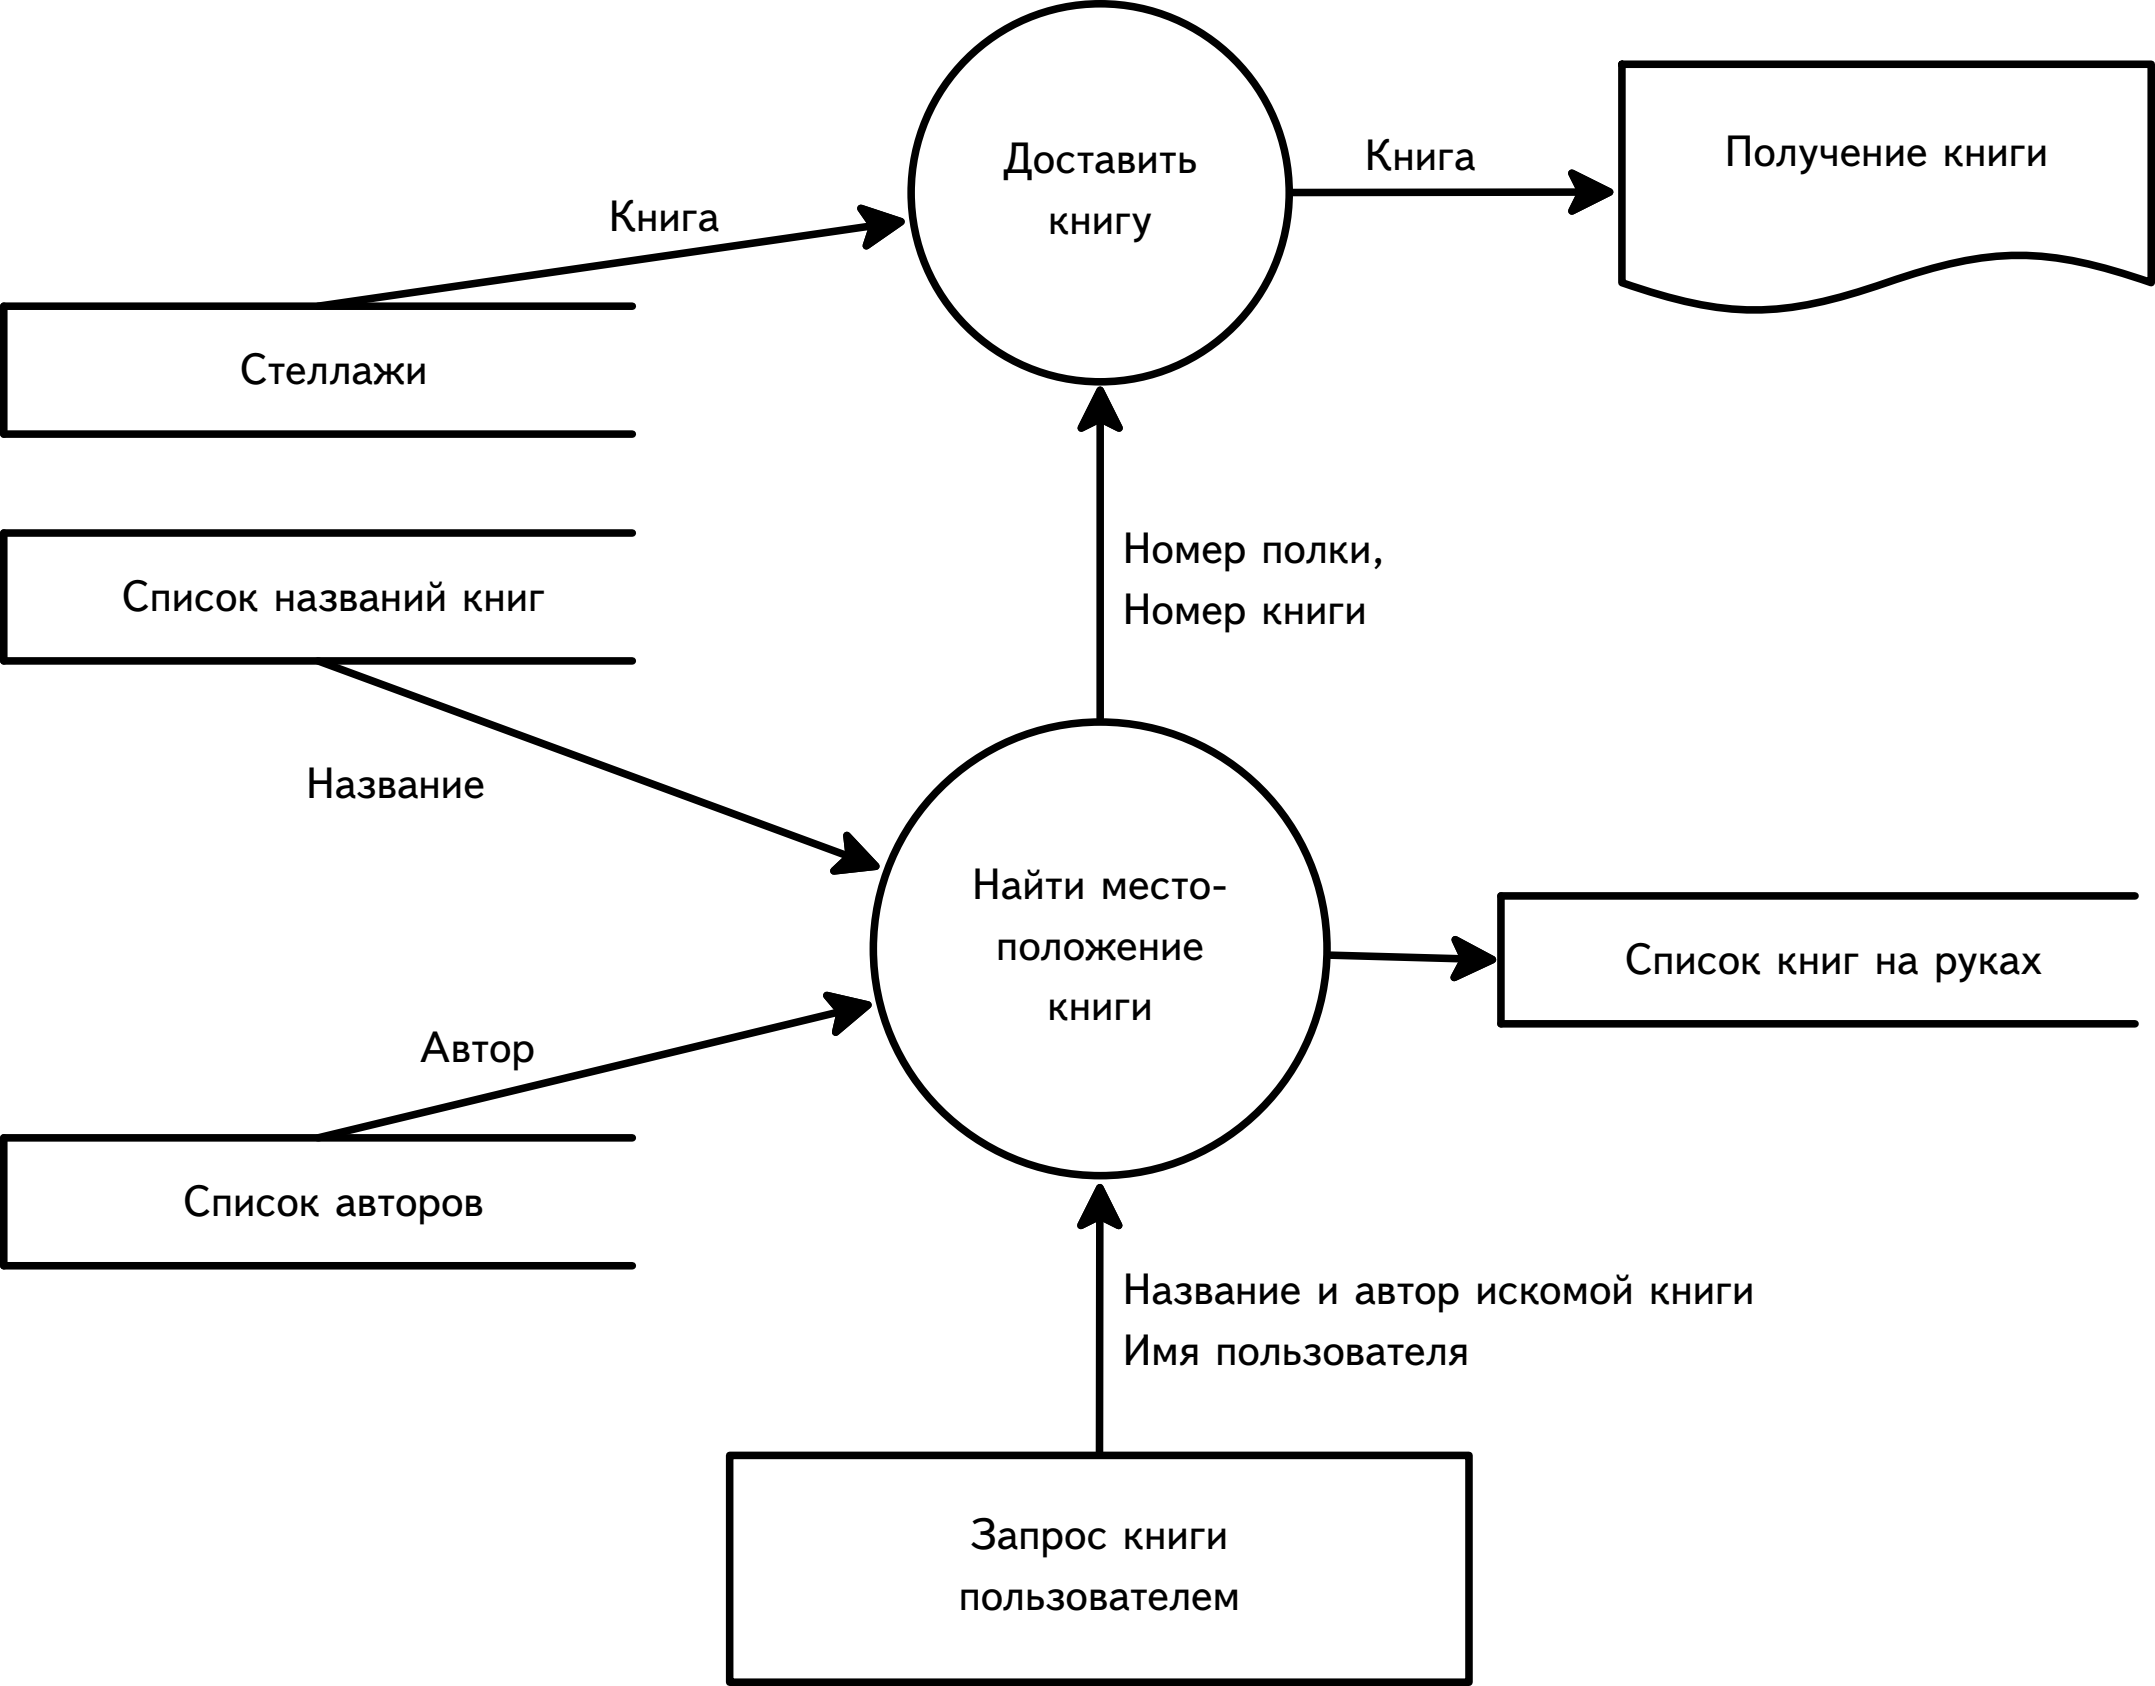 Доставить
книгу
Книга
Получение книги
Книга
Стеллажи
Номер полки,
Номер книги
Список названий книг
Название
Найти место-
положение
книги
Список книг на руках
Автор
Список авторов
Название и автор искомой книги
Имя пользователя
Запрос книги
пользователем